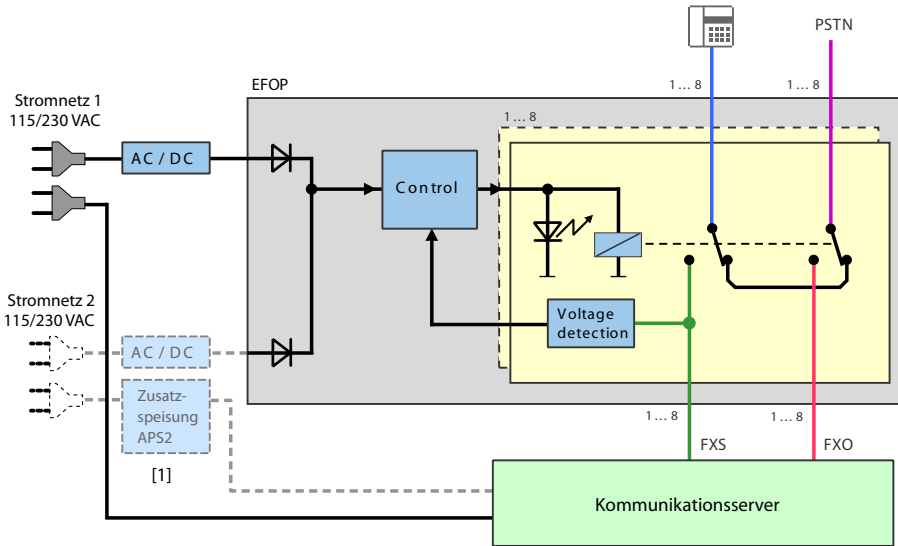 PSTN
EFOP
1 ... 8
1 ... 8
Stromnetz 1
115/230 VAC
1 ... 8
AC / DC
Control
Stromnetz 2
115/230 VAC
Voltage
detection
AC / DC
Zusatz-
speisung
APS2
1 ... 8
1 ... 8
FXS
FXO
[1]
Kommunikationsserver